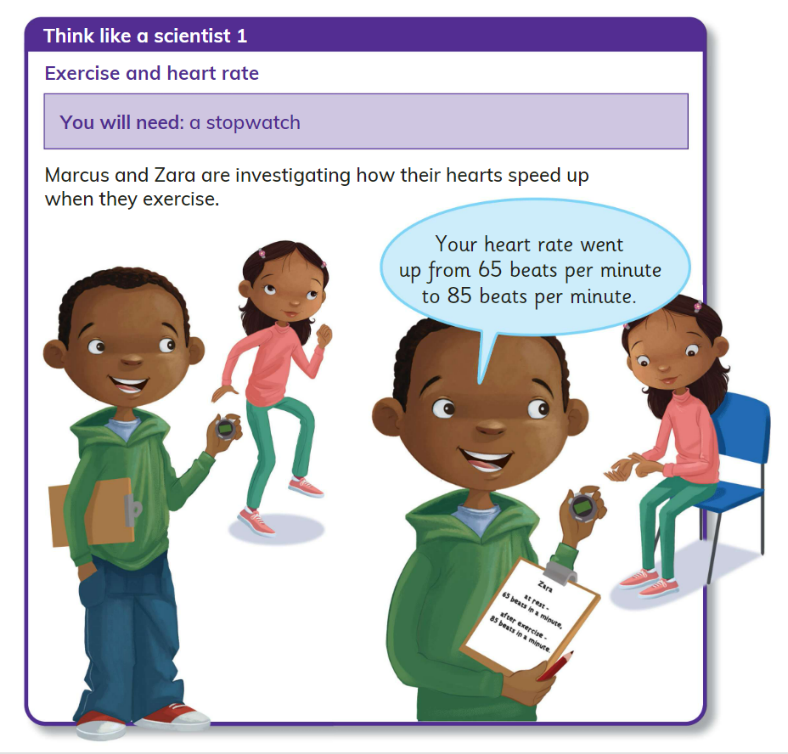 Think like a scientist 1
Exercise and heart rate
You will need: a stopwatch
Marcus and Zara are investigating how their hearts speed up
when they exercise.
Your heart rate went
up from 65 beats per minute
to 85 beats per minute.
Zara
at rest -
65 beats in a minute,
after exercise -
85 beats in a minute.